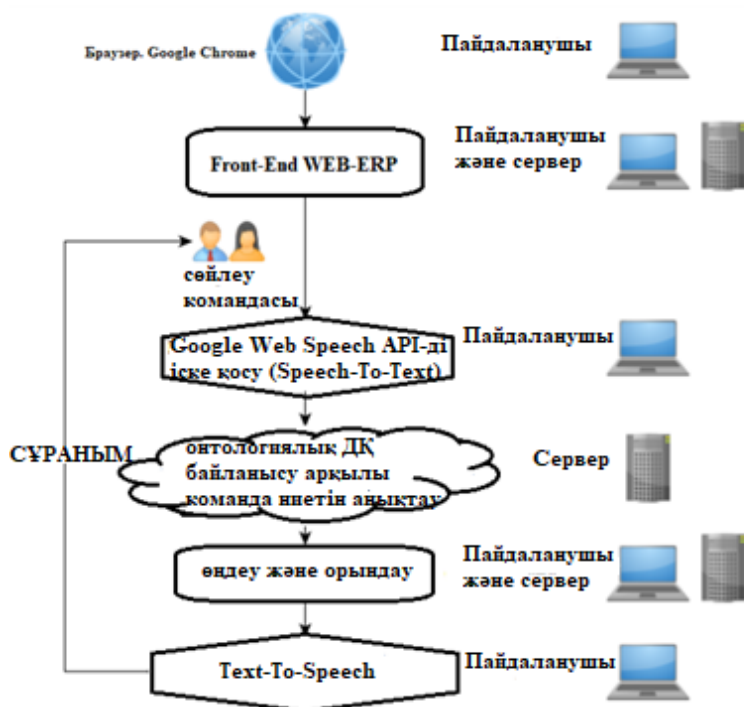 Браузер. Google Chrome
Пайдаланушы
Front-End WEB-ERP
Пайдаланушы
және сервер
сөйлеу
командасы
Google Web Speech API-ді
іске қосу (Speech-To-Text)
Пайдаланушы
СҰРАНЫМ
онтологиялық ДҚ
байланысу арқылы
команда ниетін анықтау
Сервер
өңдеу және орындау
Пайдаланушы
және сервер
Text-To-Speech
Пайдаланушы